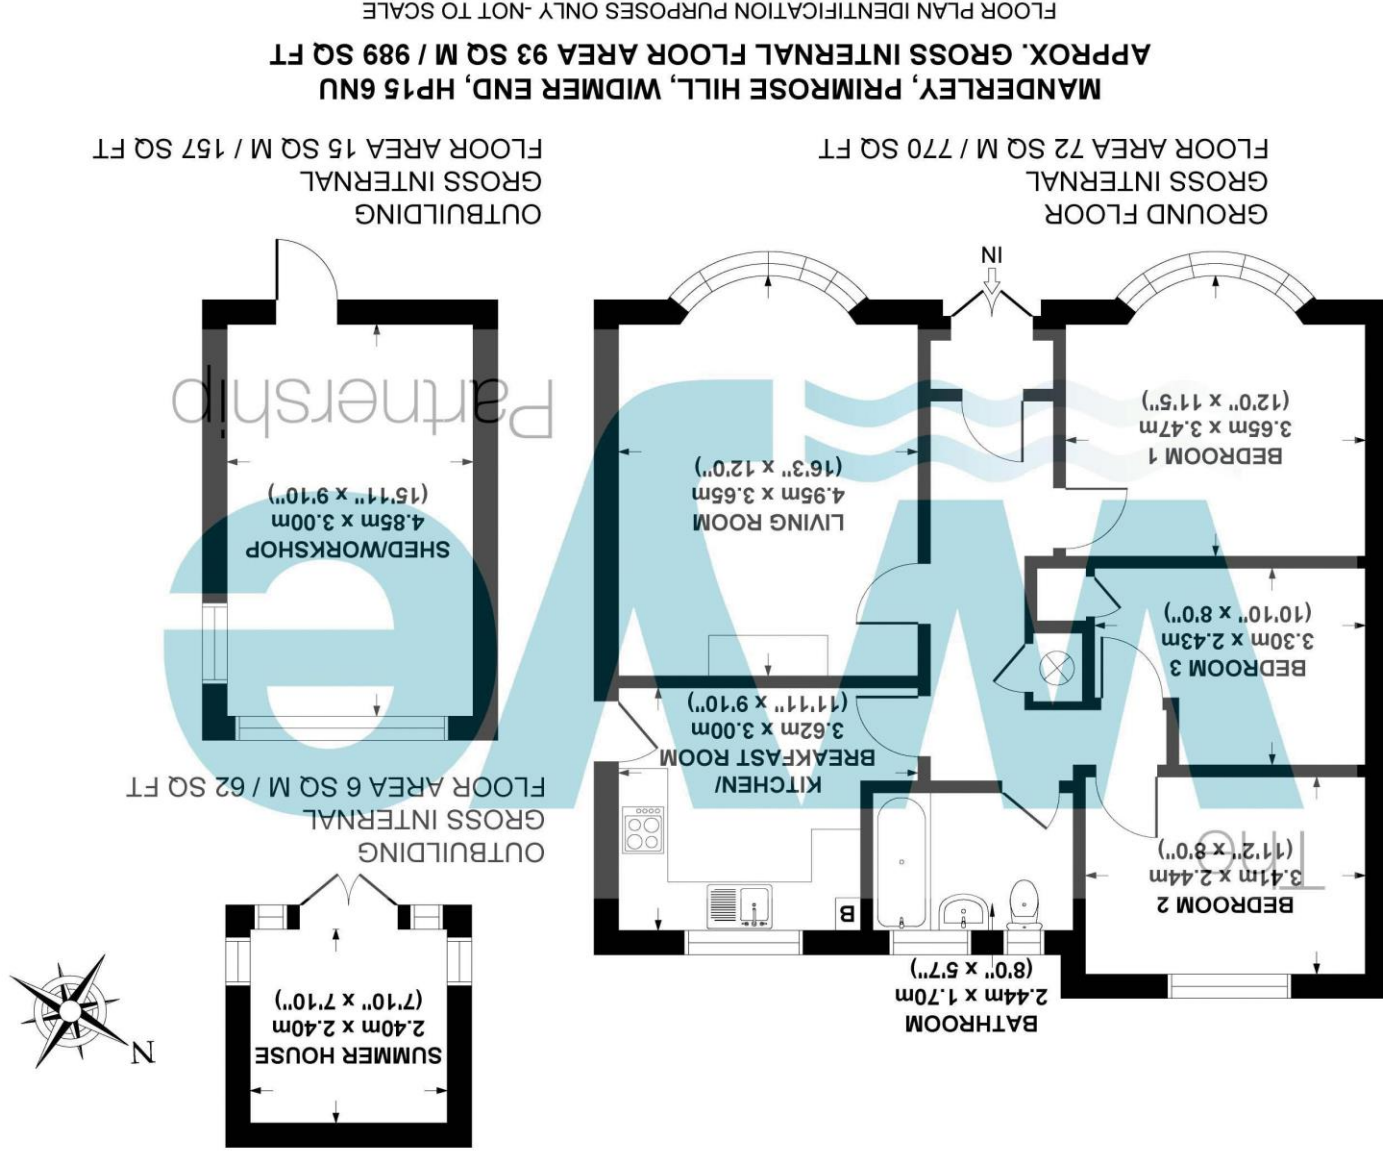 BATHROOM
2.44m x 1.70m
(8'0" x 5'7")
BEDROOM 2
3.41m x 2.44m
(11'2" x 8'0")
B
KITCHEN/
BREAKFAST ROOM
3.62m x 3.00m
(11'11" x 9'10")
BEDROOM 3
3.30m x 2.43m
(10'10" x 8'0")
LIVING ROOM
4.95m x 3.65m
(16'3" x 12'0")
BEDROOM 1
3.65m x 3.47m
(12'0" x 11'5")
IN
GROUND FLOOR
GROSS INTERNAL
FLOOR AREA 72 SQ M / 770 SQ FT
N
SUMMER HOUSE
2.40m x 2.40m
(7'10" x 7'10")
OUTBUILDING
GROSS INTERNAL
FLOOR AREA 6 SQ M / 62 SQ FT
SHED/WORKSHOP
4.85m x 3.00m
(15'11" x 9'10")
OUTBUILDING
GROSS INTERNAL
FLOOR AREA 15 SQ M / 157 SQ FT
The
wye
Partnership
MANDERLEY, PRIMROSE HILL, WIDMER END, HP15 6NU
APPROX. GROSS INTERNAL FLOOR AREA 93 SQ M / 989 SQ FT
FLOOR PLAN IDENTIFICATION PURPOSES ONLY -NOT TO SCALE